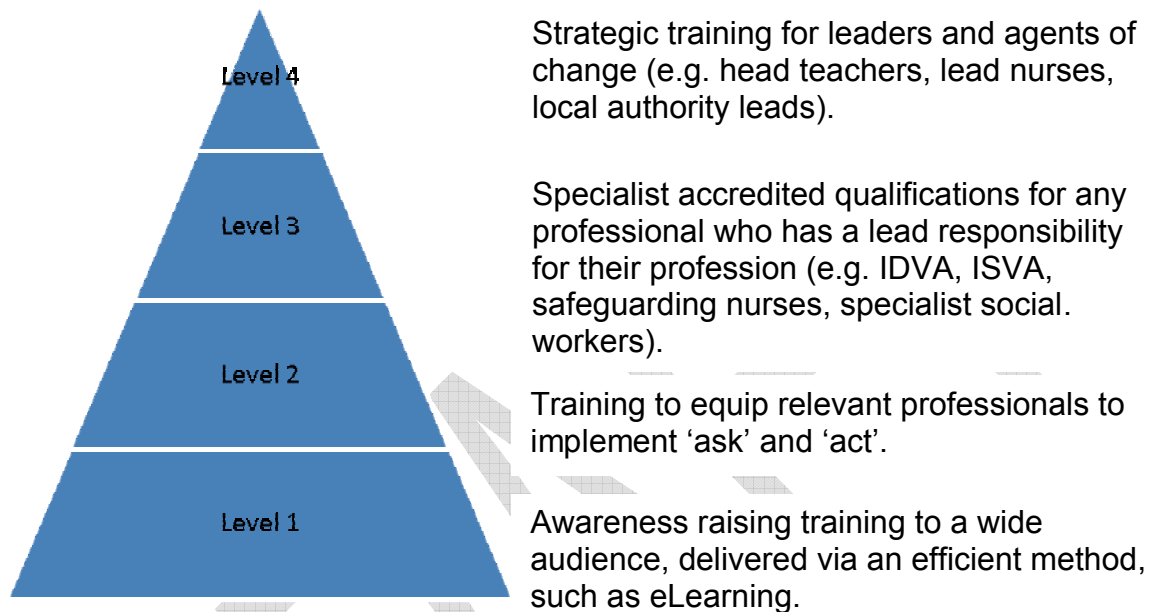 Level 4
Strategic training for leaders and agents of
change (e.g. head teachers, lead nurses,
local authority leads).
Level 3
Specialist accredited qualifications for any
professional who has a lead responsibility
for their profession (e.g. IDVA, ISVA,
safeguarding nurses, specialist social.
workers).
Level 2
Training to equip relevant professionals to
implement ‘ask’ and ‘act’.
Level 1
Awareness raising training to a wide
audience, delivered via an efficient method,
such as eLearning.